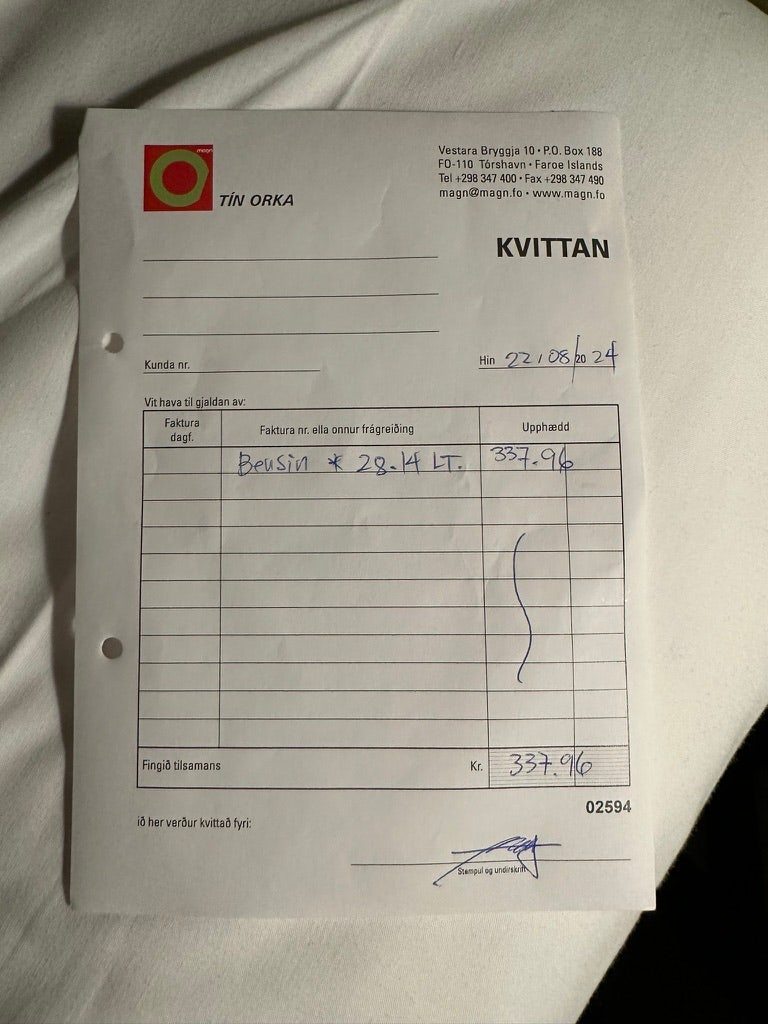 magn
TÍN ORKA
Vestara Bryggja 10 • P.O. Box 188
FO-110 Tórshavn • Faroe Islands
Tel +298 347 400 • Fax +298 347 490
magn@magn.fo • www.magn.fo
KVITTAN
Kunda nr.
Hin 22/08/20 24
Vit hava til gjaldan av:
Faktura dagf. Faktura nr. ella onnur frágreiðing Upphædd
Bensin * 28.14 LT. 337.96
Fingið tilsamans Kr. 337.96
02594
ið her verður kvittað fyri:
Stempul og undirskrift